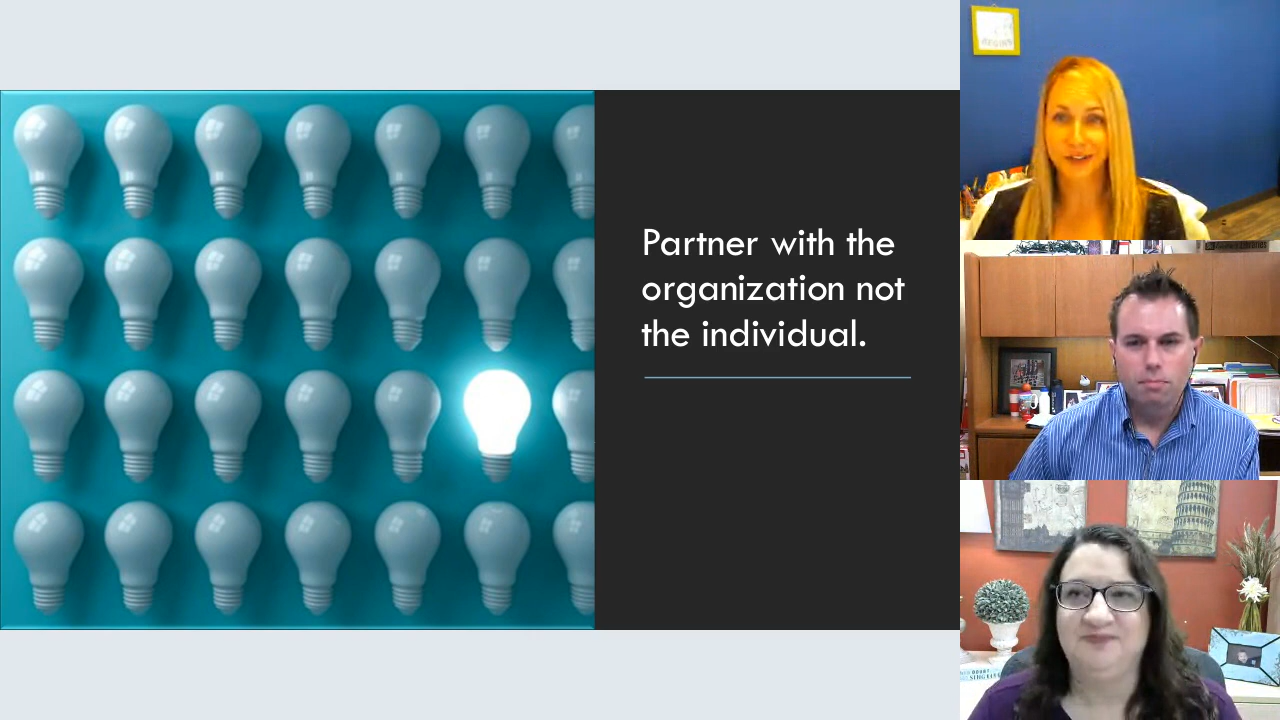 Partner with the
organization not
the individual.